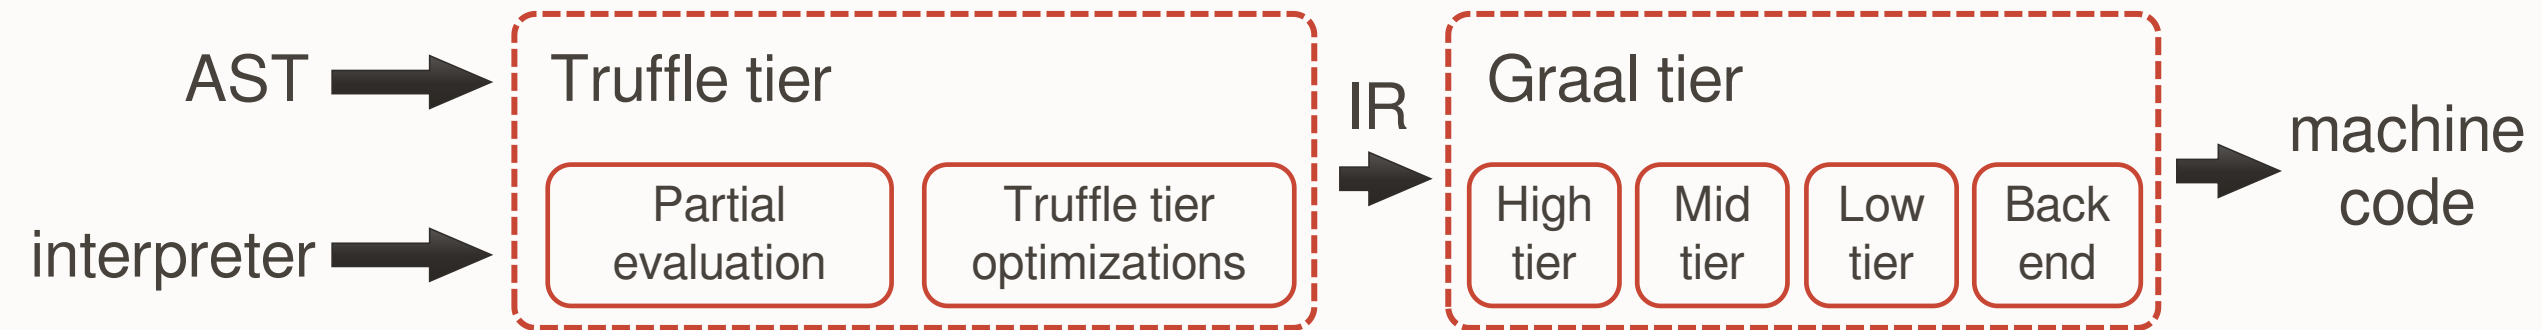 AST
interpreter
Truffle tier
Partial
evaluation
Truffle tier
optimizations
IR
Graal tier
High
tier
Mid
tier
Low
tier
Back
end
machine
code